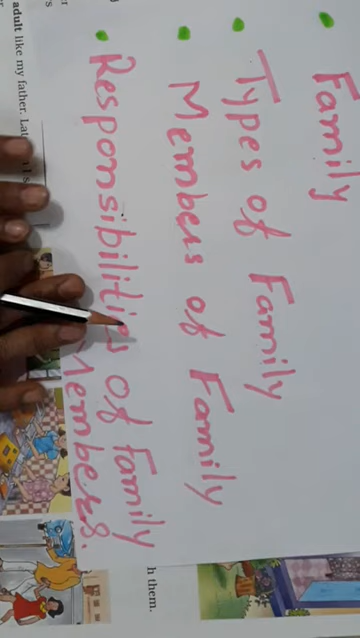 Family
Types of Family
Members of Family
Responsibilities of family
Members.
adult like my father.
h them.